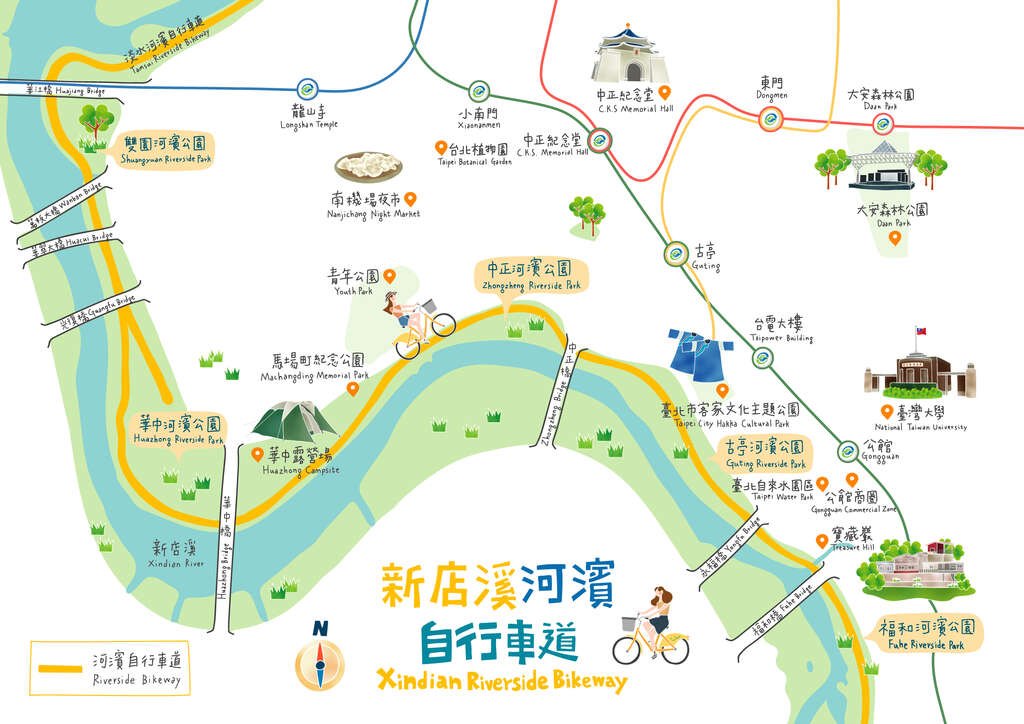 淡水河濱自行車道
Tamsui Riverside Bikeway
華江橋 Huajiang Bridge
龍山寺
Longshan Temple
小南門
Xiaonanmen
中正紀念堂
C.K.S Memorial Hall
東門
Dongmen
大安森林公園
Daan Park
雙園河濱公園
Shuangyuan Riverside Park
台北植物園
Taipei Botanical Garden
中正紀念堂
C.K.S. Memorial Hall
南機場夜市
Nanjichang Night Market
大安森林公園
Daan Park
萬板大橋 Wanban Bridge
華翠大橋 Huacui Bridge
光復橋 Guangfu Bridge
古亭
Guting
青年公園
Youth Park
中正河濱公園
Zhongzheng Riverside Park
台電大樓
Taipower Building
馬場町紀念公園
Machangding Memorial Park
中正橋
Zhongzheng Bridge
臺北市客家文化主題公園
Taipei City Hakka Cultural Park
臺灣大學
National Taiwan University
華中河濱公園
Huazhong Riverside Park
華中露營場
Huazhong Campsite
古亭河濱公園
Guting Riverside Park
公館
Gongguan
臺北自來水園區
Taipei Water Park
公館商圈
Gongguan Commercial Zone
華中橋
Huazhong Bridge
新店溪
Xindian River
永福橋 Yongfu Bridge
寶藏巖
Treasure Hill
福和橋 Fuhe Bridge
福和河濱公園
Fuhe Riverside Park
新店溪河濱
自行車道
Xindian Riverside Bikeway
N
河濱自行車道
Riverside Bikeway